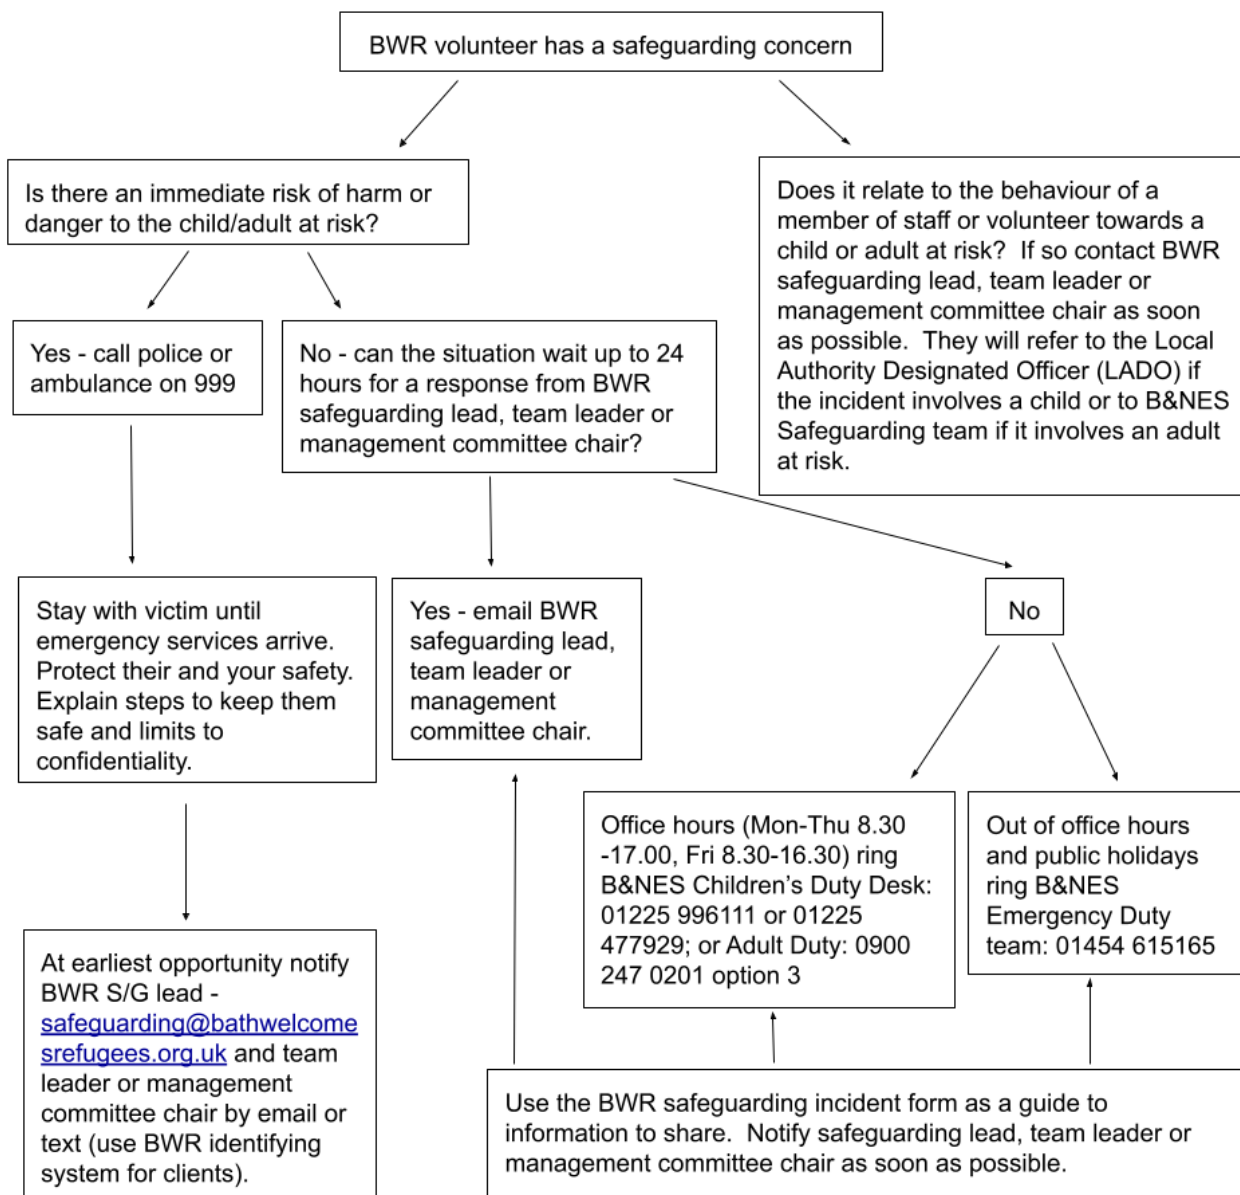 BWR volunteer has a safeguarding concern
Is there an immediate risk of harm or
danger to the child/adult at risk?
Does it relate to the behaviour of a
member of staff or volunteer towards a
child or adult at risk?  If so contact BWR
safeguarding lead, team leader or
management committee chair as soon
as possible.  They will refer to the Local
Authority Designated Officer (LADO) if
the incident involves a child or to B&NES
Safeguarding team if it involves an adult
at risk.
Yes - call police or
ambulance on 999
No - can the situation wait up to 24
hours for a response from BWR
safeguarding lead, team leader or
management committee chair?
Stay with victim until
emergency services arrive.
Protect their and your safety.
Explain steps to keep them
safe and limits to
confidentiality.
Yes - email BWR
safeguarding lead,
team leader or
management
committee chair.
No
Office hours (Mon-Thu 8.30
-17.00, Fri 8.30-16.30) ring
B&NES Children’s Duty Desk:
01225 996111 or 01225
477929; or Adult Duty: 0900
247 0201 option 3
Out of office hours
and public holidays
ring B&NES
Emergency Duty
team: 01454 615165
At earliest opportunity notify
BWR S/G lead -
safeguarding@bathwelcome
srefugees.org.uk and team
leader or management
committee chair by email or
text (use BWR identifying
system for clients).
Use the BWR safeguarding incident form as a guide to
information to share.  Notify safeguarding lead, team leader or
management committee chair as soon as possible.